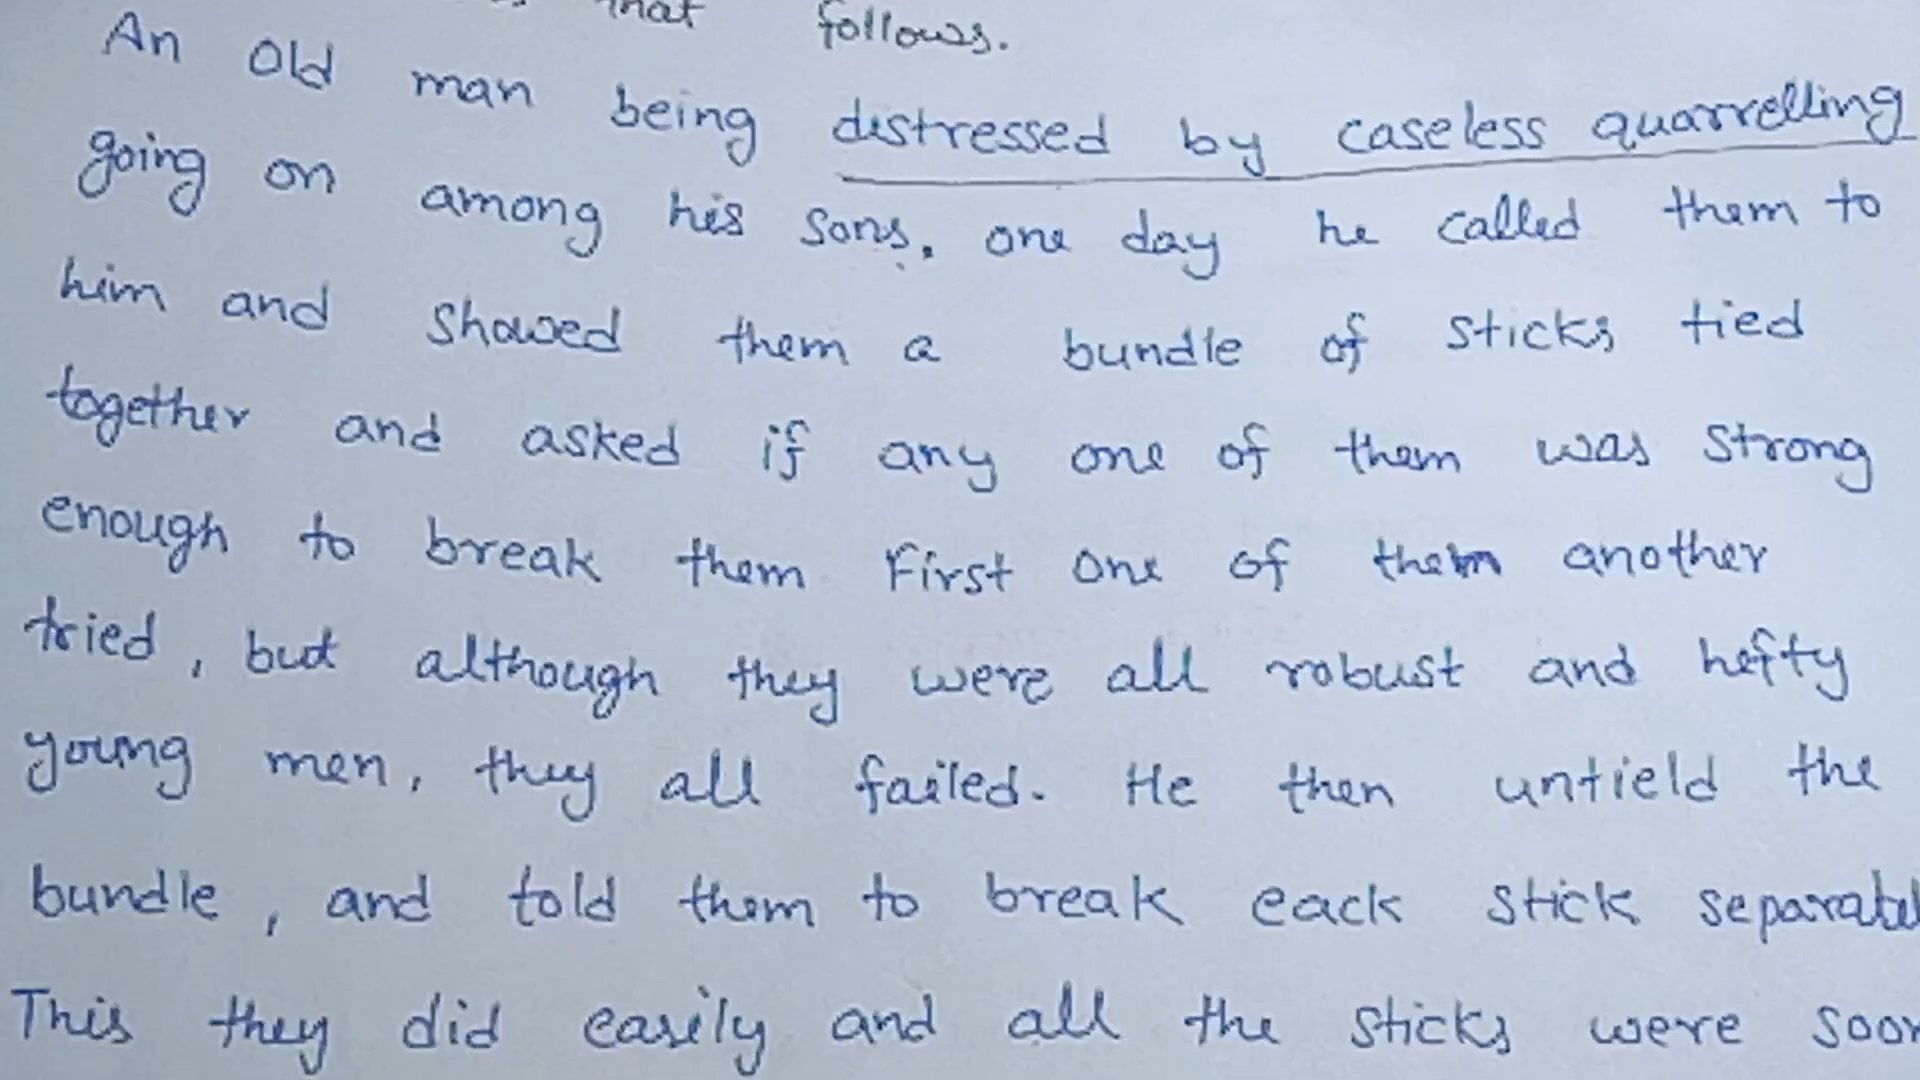 that follows.
An old man being distressed by caseless quarrelling
going on among his sons, one day he called them to
him and showed them a bundle of sticks tied
together and asked if any one of them was strong
enough to break them First one of them another
tried, but although they were all robust and hefty
young men, they all failed. He then untield the
bundle, and told them to break eack stick separatel
This they did easily and all the sticks were soon